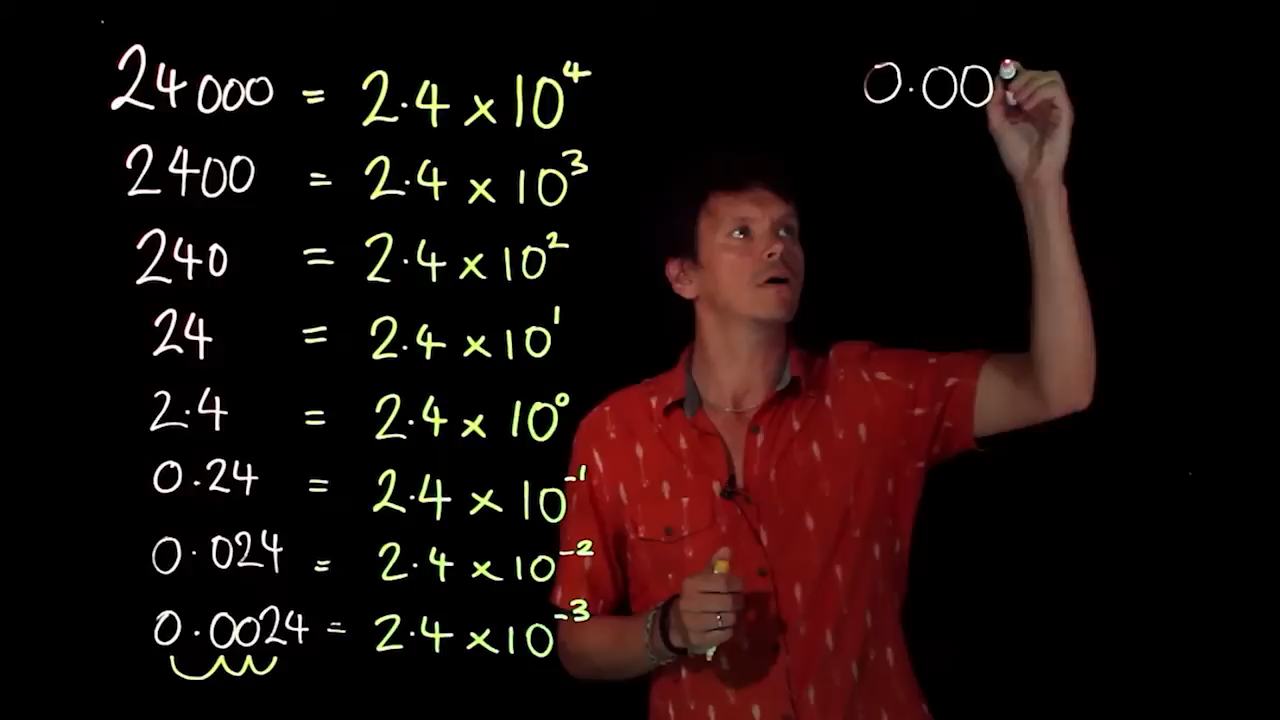 24000 = 2.4 x 10⁴
2400 = 2.4 x 10³
240 = 2.4 x 10²
24 = 2.4 x 10¹
2.4 = 2.4 x 10⁰
0.24 = 2.4 x 10⁻¹
0.024 = 2.4 x 10⁻²
0.0024 = 2.4 x 10⁻³
0.00